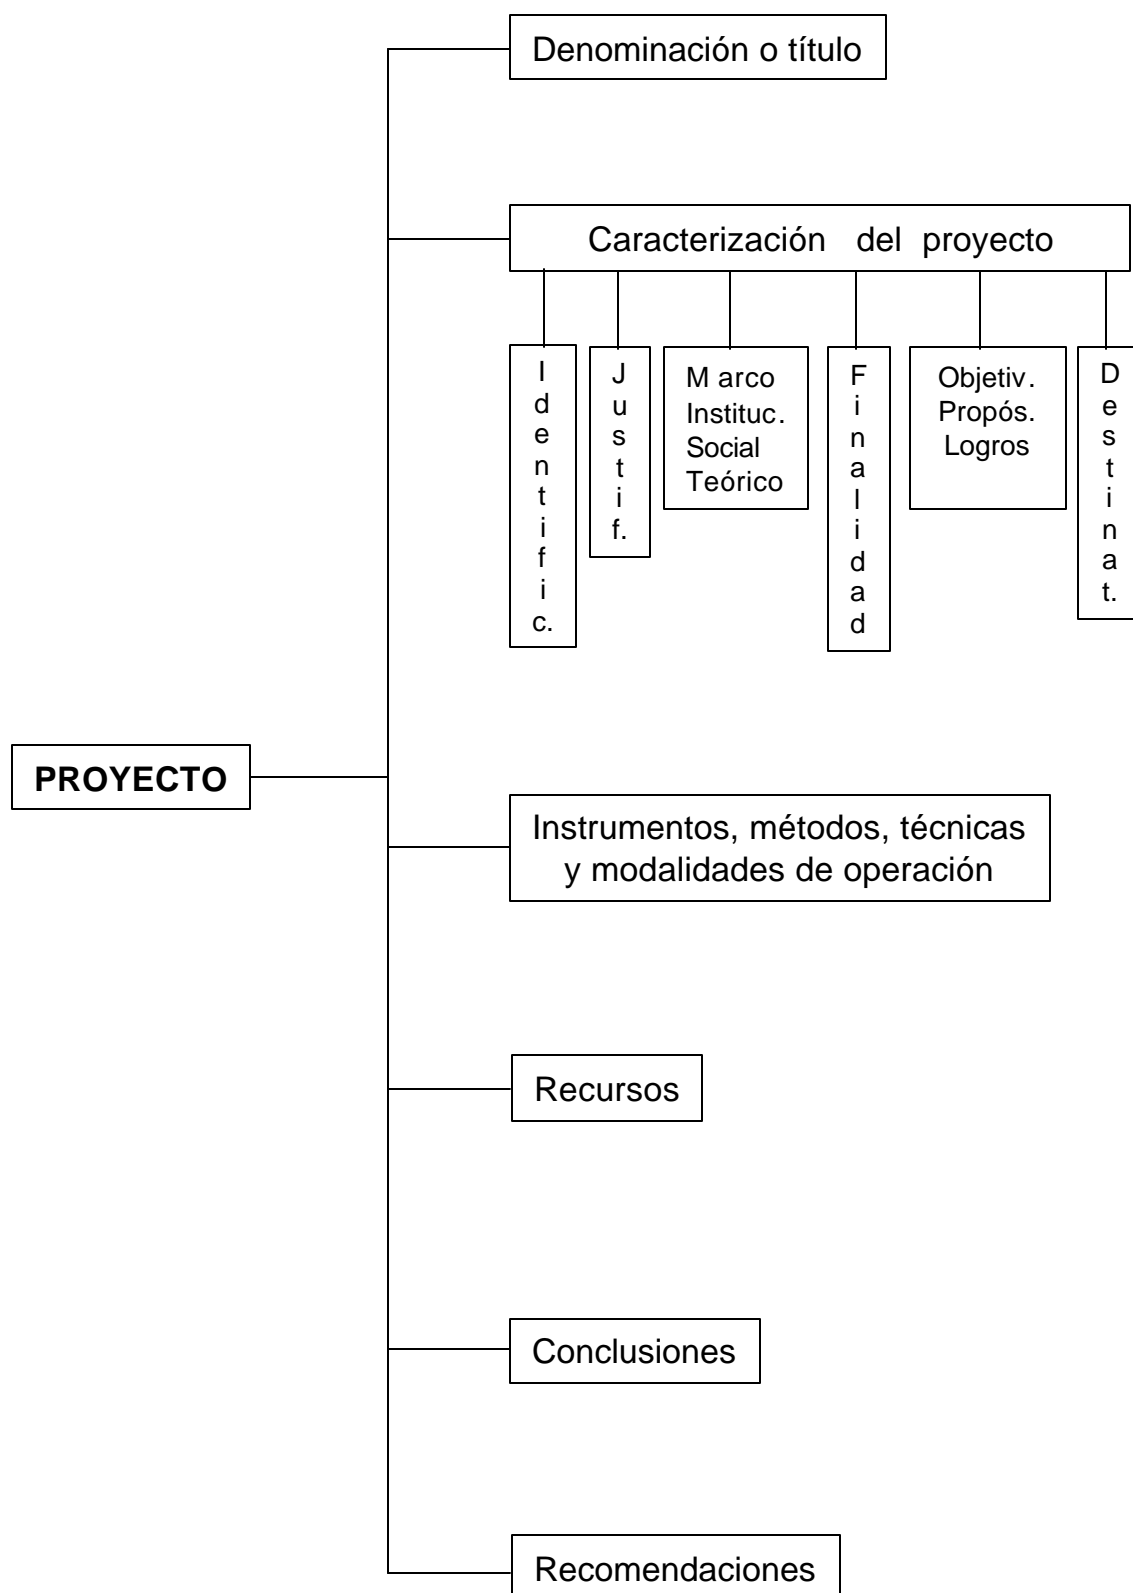 Denominación o título
Caracterización del proyecto
Identific.
Justif.
Marco
Instituc.
Social
Teórico
Finalidad
Objetiv.
Propós.
Logros
Destinat.
PROYECTO
Instrumentos, métodos, técnicas
y modalidades de operación
Recursos
Conclusiones
Recomendaciones